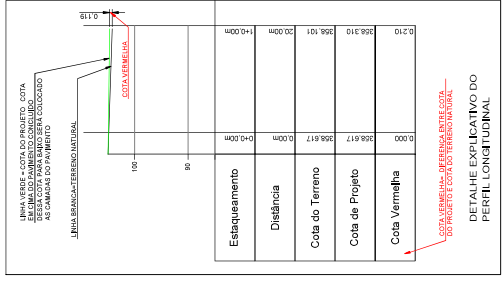 0,119
LINHA VERDE = COTA DO PROJETO COTA
EM CIMA DO PAVIMENTO CONCLUIDO
DESSA COTA PARA BAIXO SERÁ COLOCADO
AS CAMADAS DO PAVIMENTO
LINHA BRANCA=TERRENO NATURAL
COTA VERMELHA
100
90
Estaqueamento
0+0,00m
1+0,00m
Distância
0,00m
20,00m
Cota do Terreno
358.617
358.101
Cota de Projeto
358.617
358.310
Cota Vermelha
0,000
0,210
COTA VERMELHA= DIFERENÇA ENTRE COTA
DO PROJETO E COTA DO TERRENO NATURAL
DETALHE EXPLICATIVO DO
PERFIL LONGITUDINAL